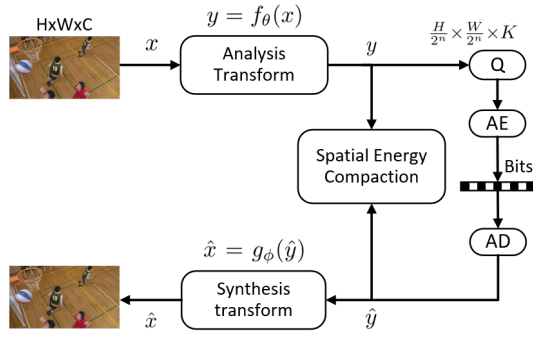 HxWxC
x
y = f_θ(x)
Analysis
Transform
y
H/2^n × W/2^n × K
Q
AE
Spatial Energy
Compaction
Bits
AD
x̂ = g_φ(ŷ)
Synthesis
transform
x̂
ŷ